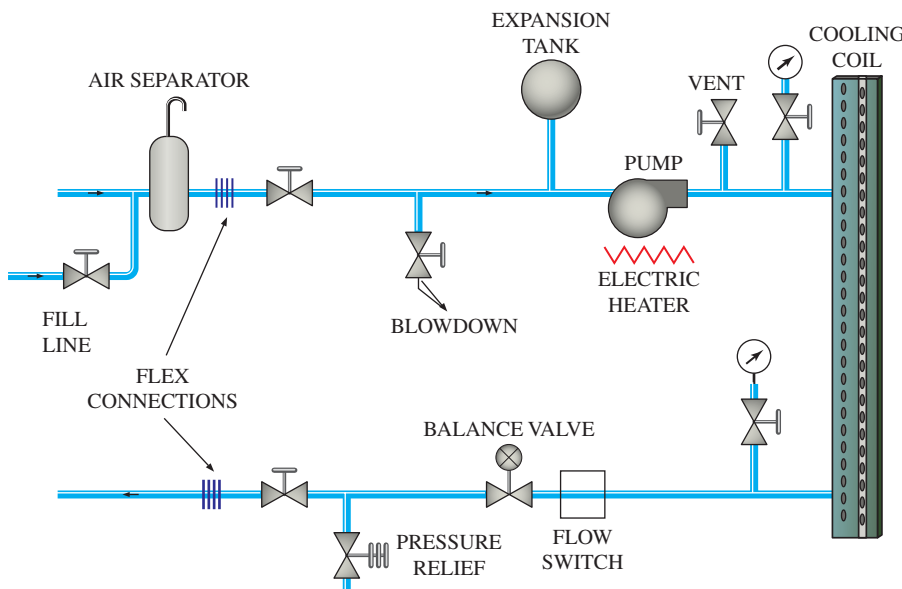 EXPANSION
TANK
COOLING
COIL
AIR SEPARATOR
VENT
PUMP
ELECTRIC
HEATER
BLOWDOWN
FILL
LINE
FLEX
CONNECTIONS
BALANCE VALVE
FLOW
SWITCH
PRESSURE
RELIEF